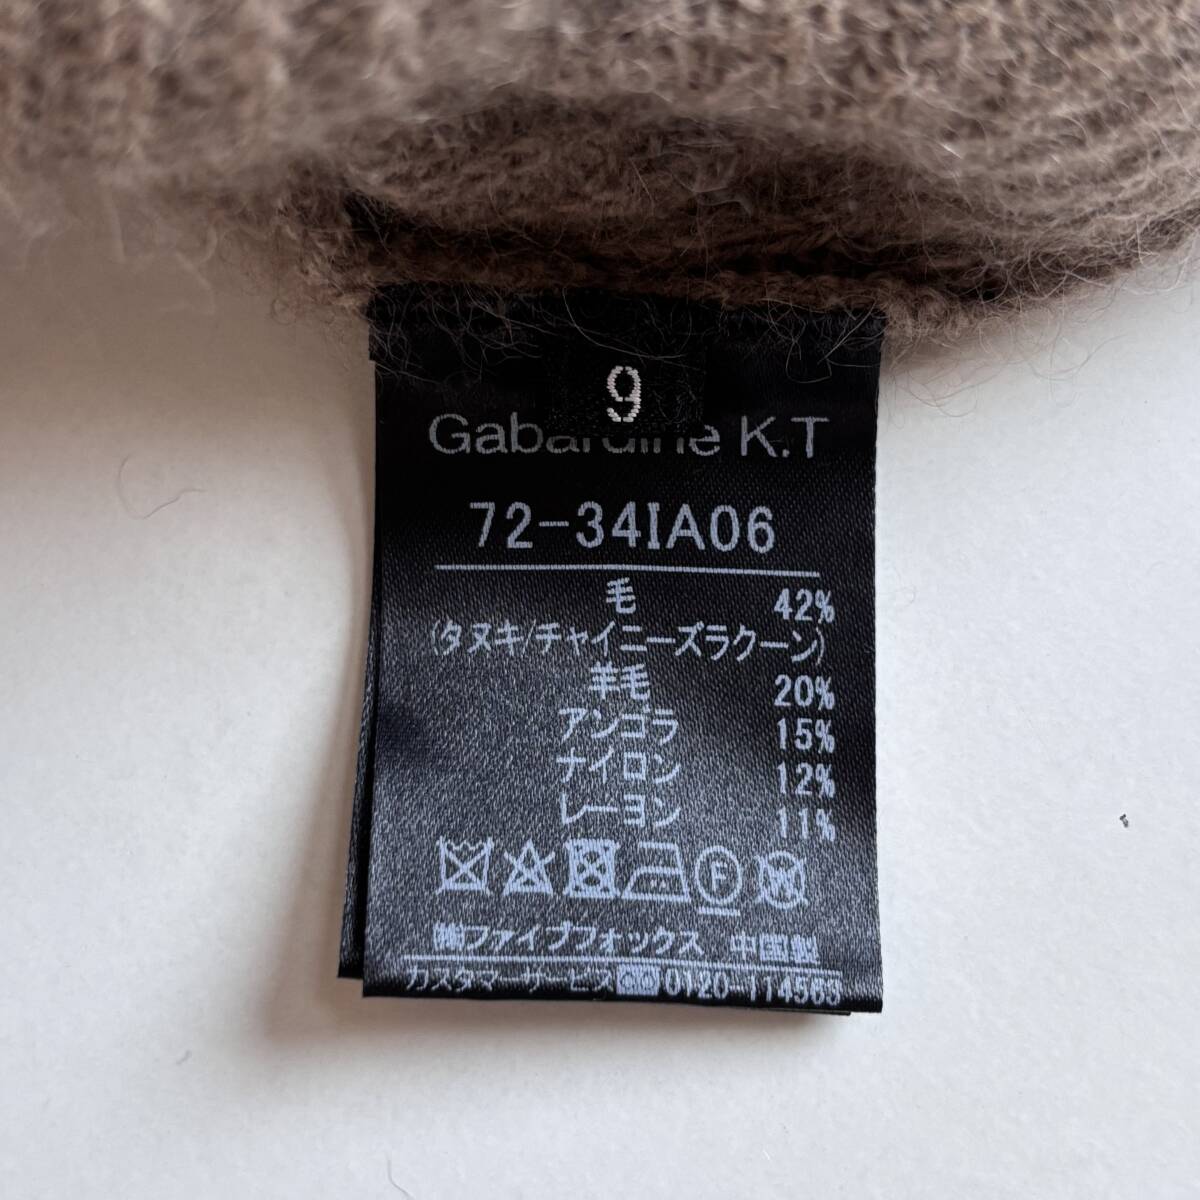 9
Gabardine K.T
72-34IA06
毛 42%
(タヌキ/チャイニーズラクーン)
羊毛 20%
アンゴラ 15%
ナイロン 12%
レーヨン 11%
F W
㈱ファイブフォックス 中国製
カスタマーサービス 0120-114563